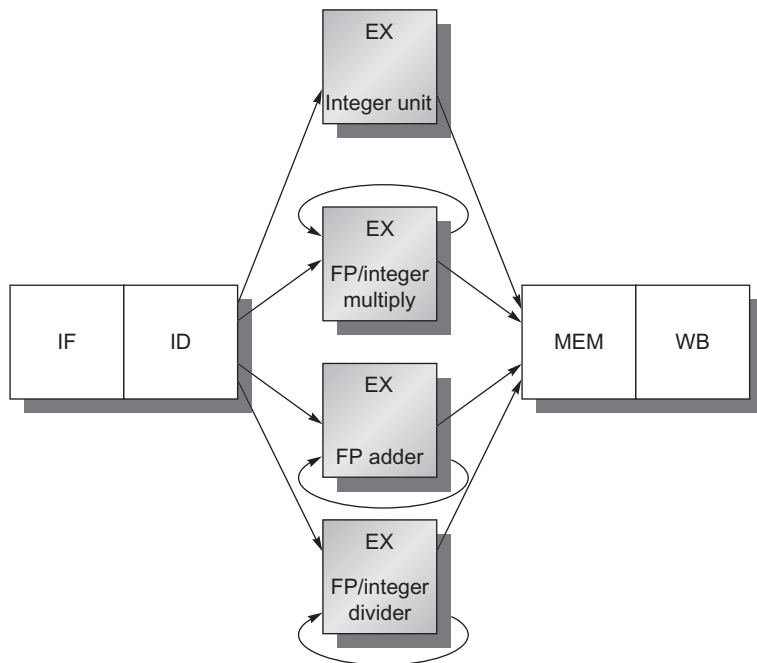 EX
Integer unit
EX
FP/integer
multiply
IF
ID
MEM
WB
EX
FP adder
EX
FP/integer
divider